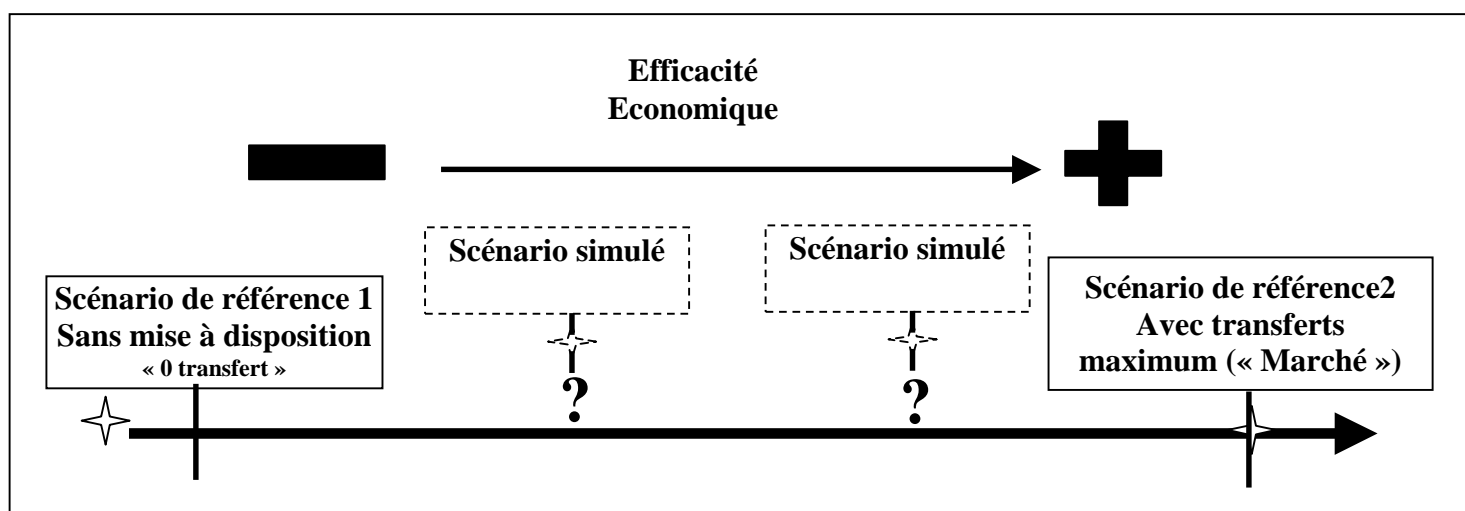 Efficacité
Economique
Scénario simulé
Scénario simulé
Scénario de référence 1
Sans mise à disposition
« 0 transfert »
Scénario de référence2
Avec transferts
maximum (« Marché »)
?
?